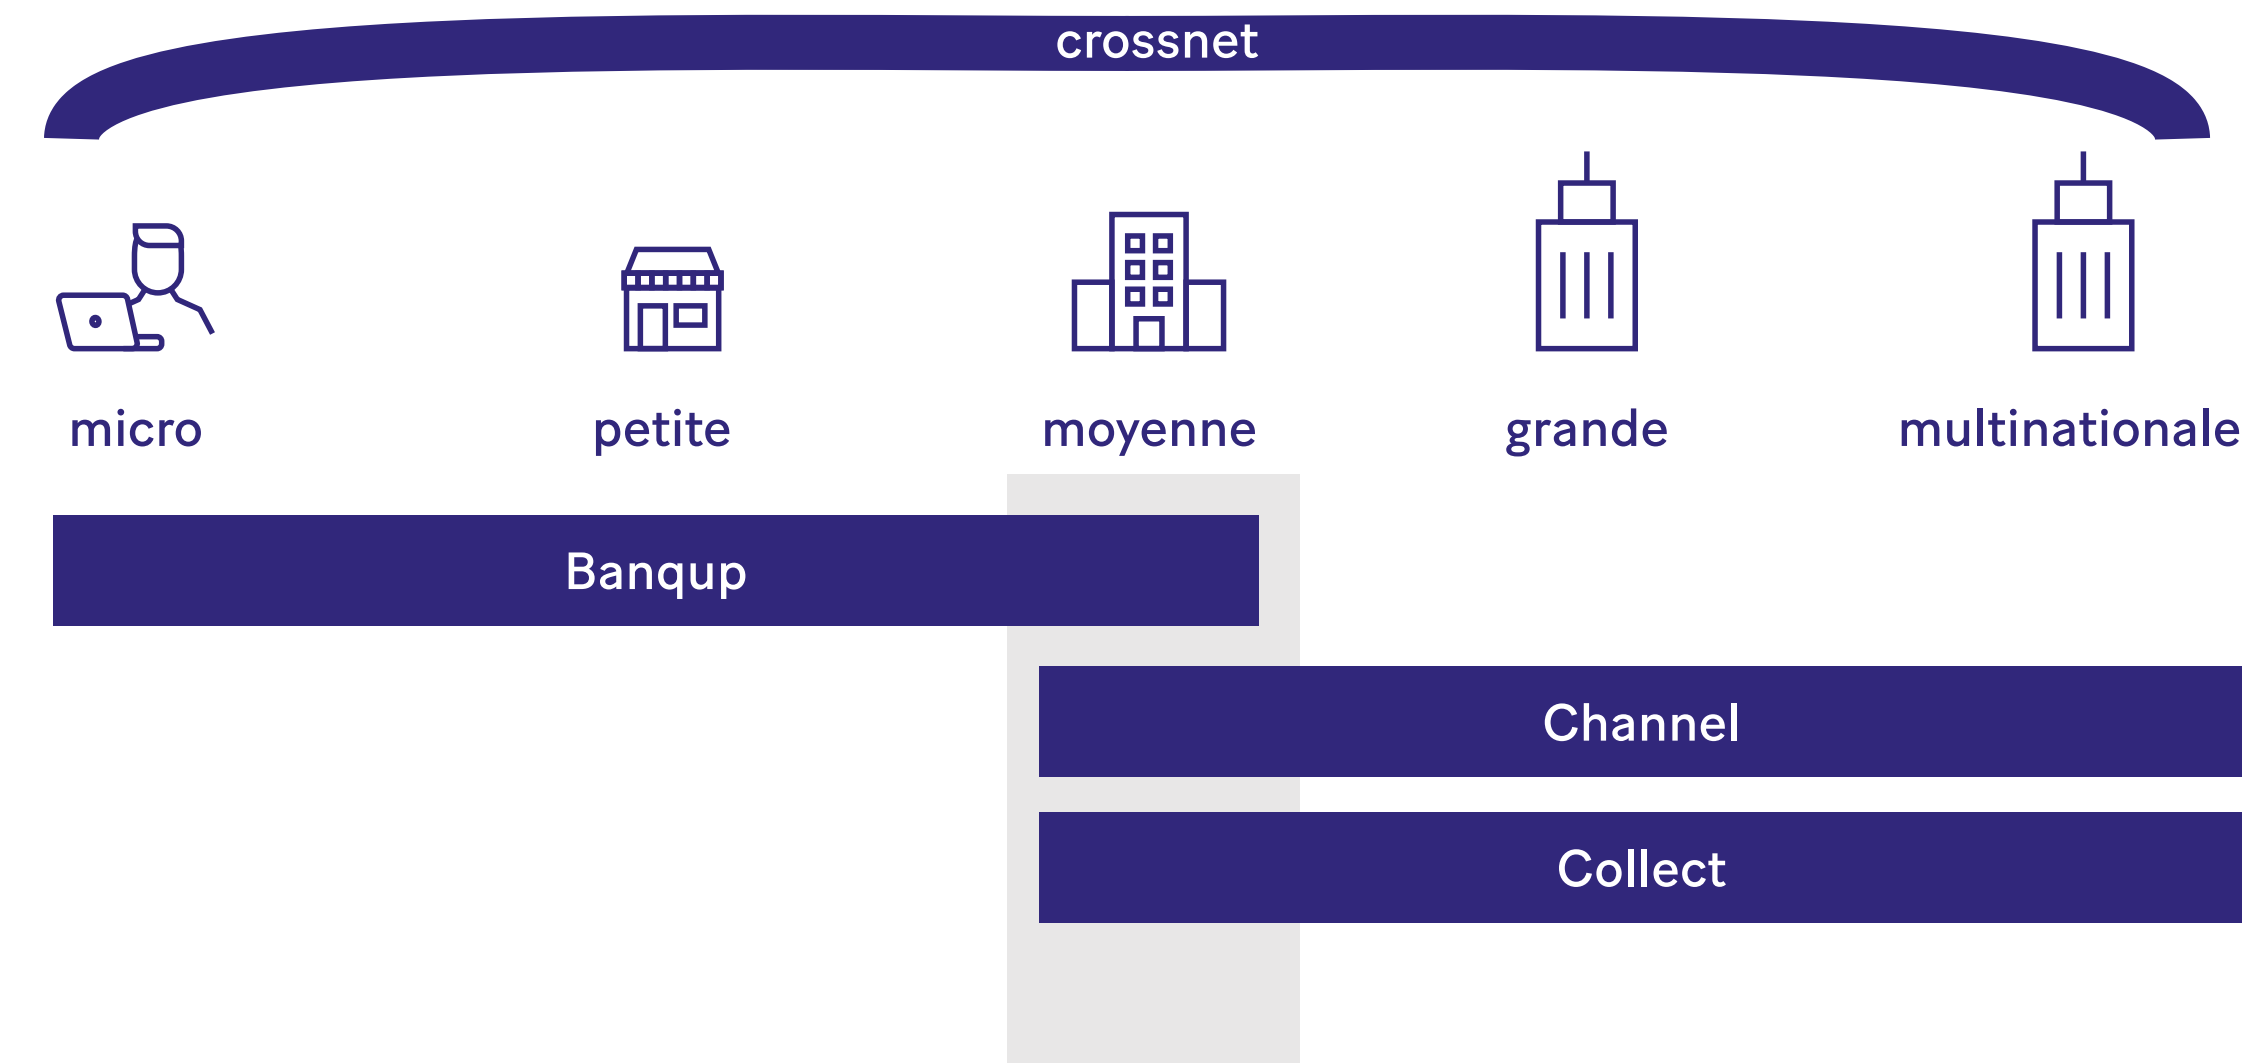 crossnet
micro
petite
moyenne
grande
multinationale
Banqup
Channel
Collect